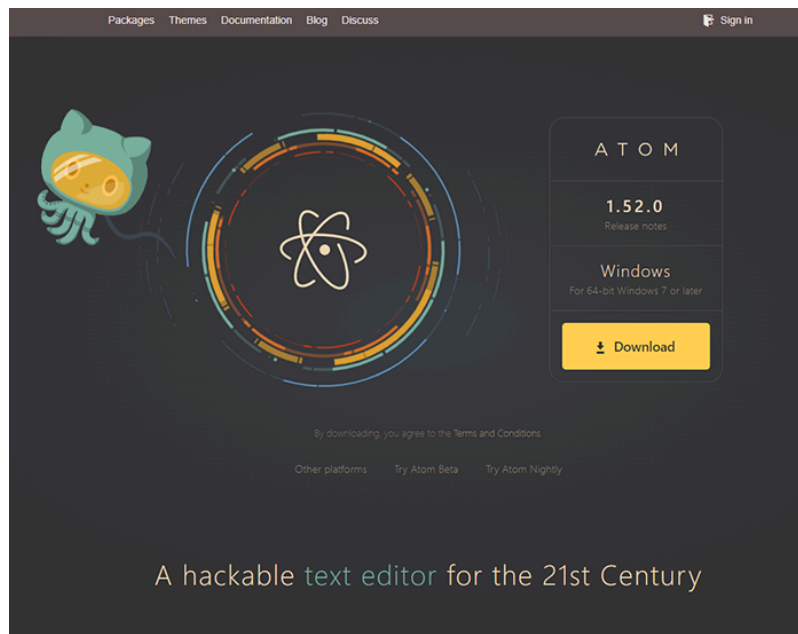 Packages Themes Documentation Blog Discuss Sign in
ATOM
1.52.0
Release notes
Windows
For 64-bit Windows 7 or later
Download
By downloading, you agree to the Terms and Conditions.
Other platforms Try Atom Beta Try Atom Nightly
A hackable text editor for the 21st Century